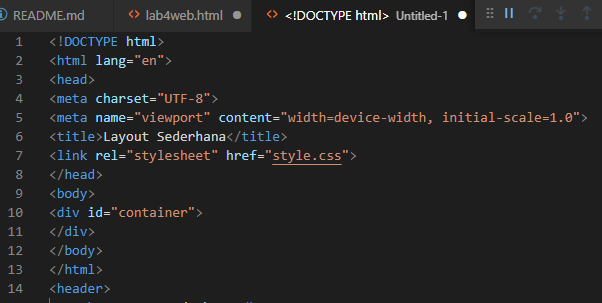 README.md lab4web.html <!DOCTYPE html> Untitled-1
1 <!DOCTYPE html>
2 <html lang="en">
3 <head>
4 <meta charset="UTF-8">
5 <meta name="viewport" content="width=device-width, initial-scale=1.0">
6 <title>Layout Sederhana</title>
7 <link rel="stylesheet" href="style.css">
8 </head>
9 <body>
10 <div id="container">
11 </div>
12 </body>
13 </html>
14 <header>